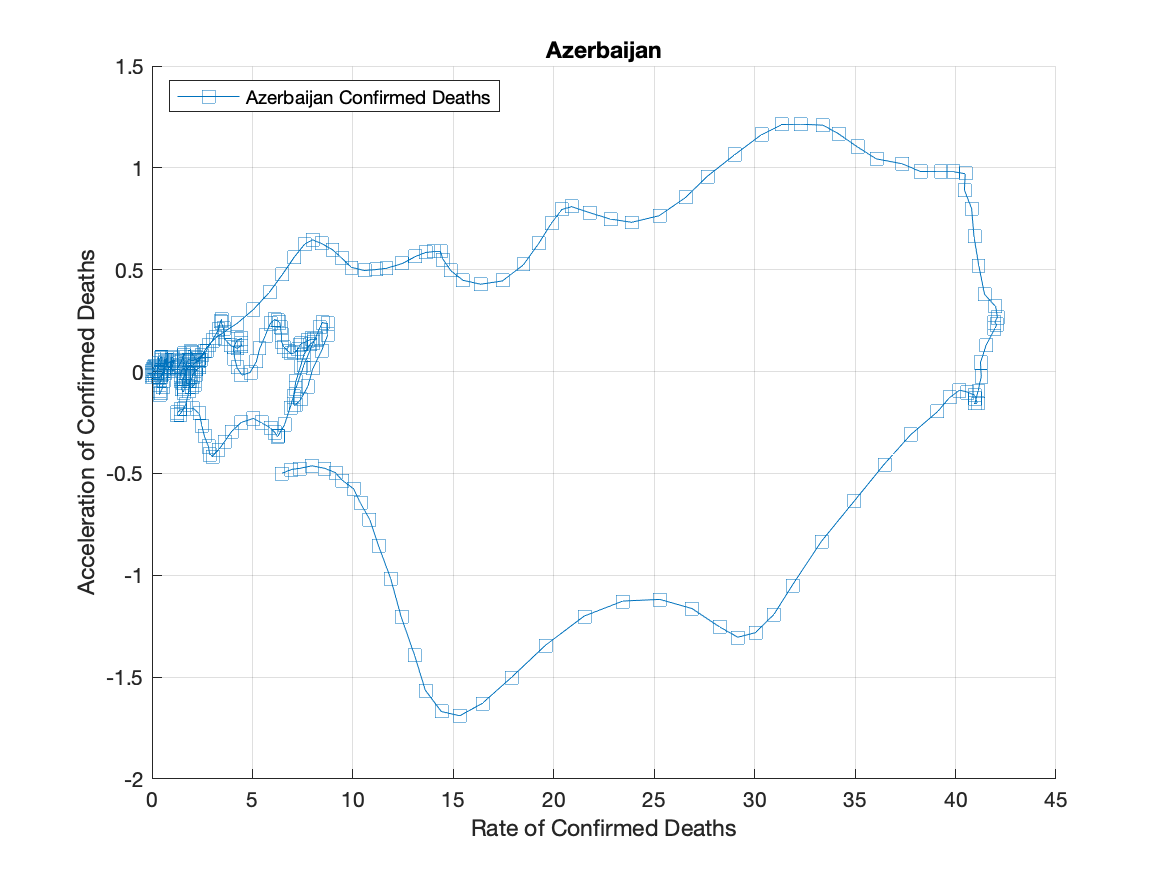 Azerbaijan
Azerbaijan Confirmed Deaths
Acceleration of Confirmed Deaths
1.5
1
0.5
0
-0.5
-1
-1.5
-2
0 5 10 15 20 25 30 35 40 45
Rate of Confirmed Deaths